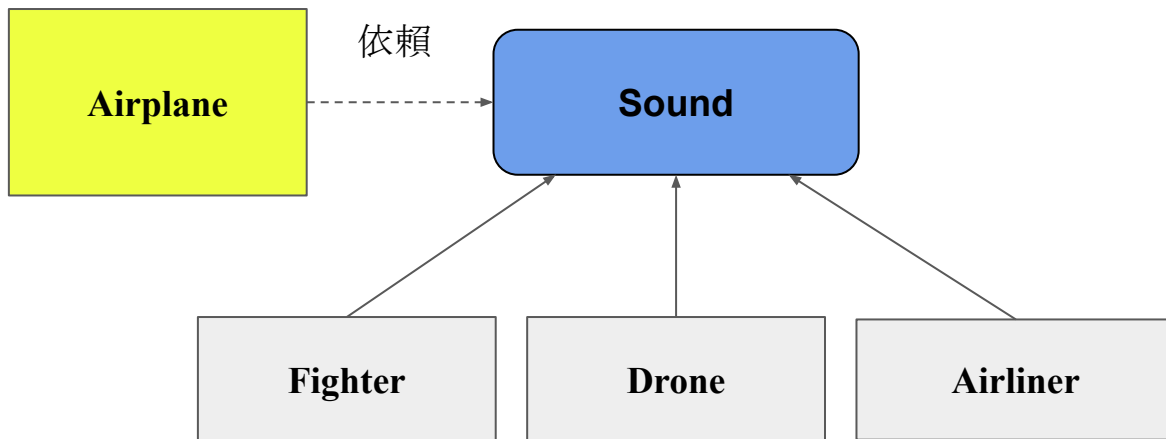 依賴
Airplane
Sound
Fighter
Drone
Airliner